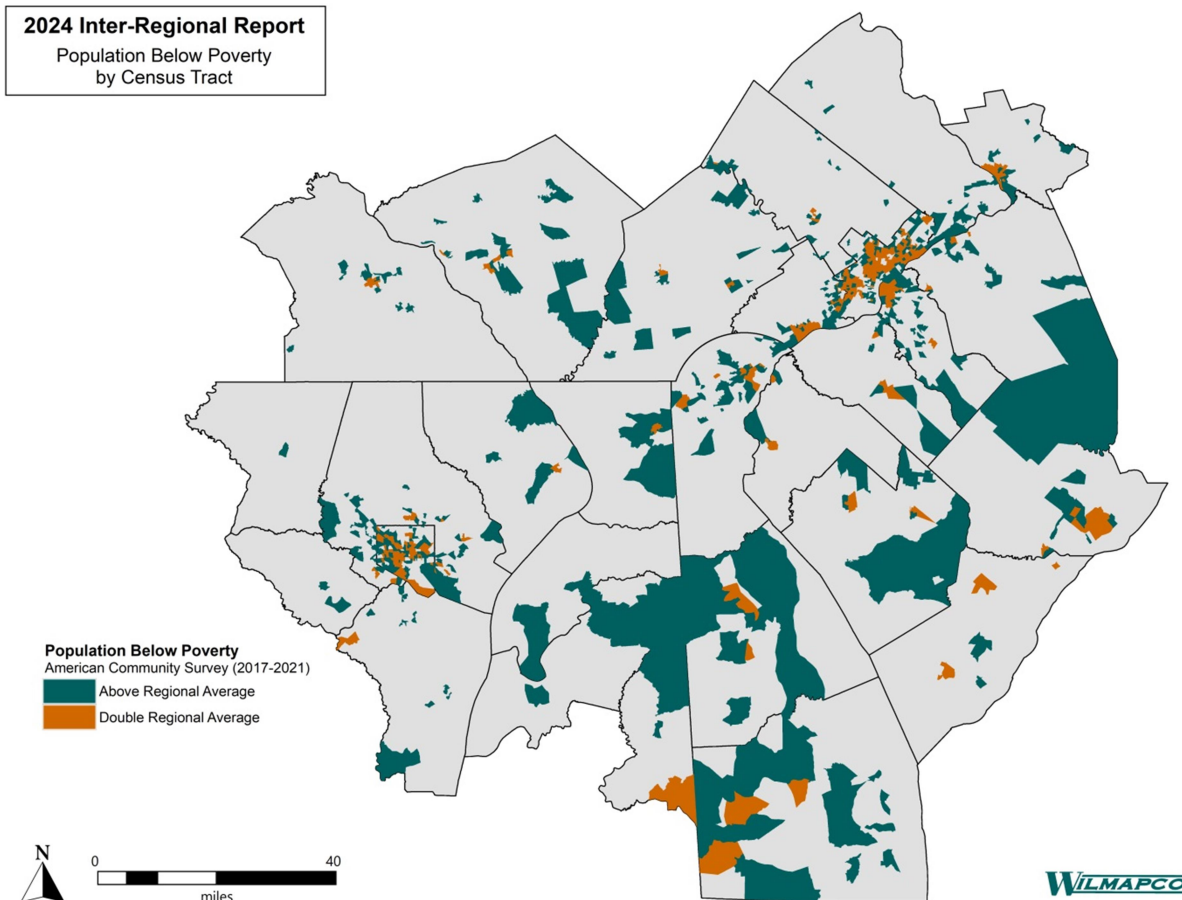 2024 Inter-Regional Report
Population Below Poverty
by Census Tract
Population Below Poverty
American Community Survey (2017-2021)
Above Regional Average
Double Regional Average
N
0 40
miles
WILMAPCO